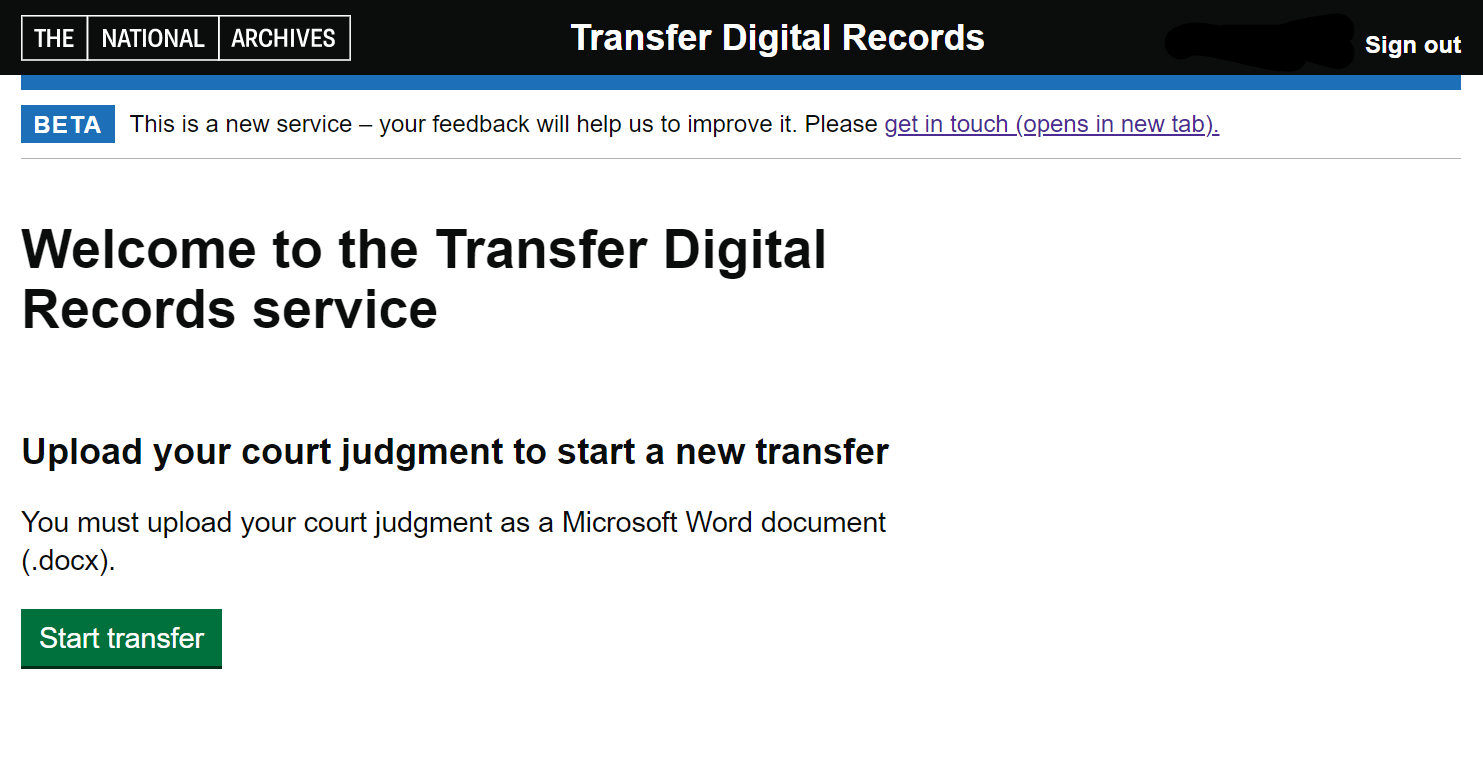 THE NATIONAL ARCHIVES
Transfer Digital Records
Sign out
BETA This is a new service – your feedback will help us to improve it. Please get in touch (opens in new tab).
Welcome to the Transfer Digital
Records service
Upload your court judgment to start a new transfer
You must upload your court judgment as a Microsoft Word document
(.docx).
Start transfer